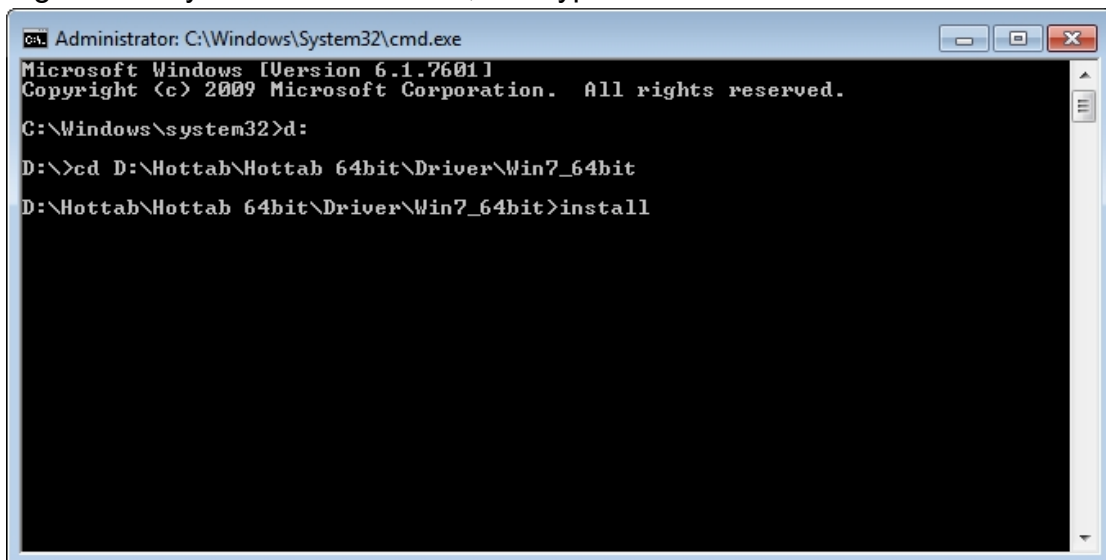 Administrator: C:\Windows\System32\cmd.exe
Microsoft Windows [Version 6.1.7601]
Copyright (c) 2009 Microsoft Corporation.  All rights reserved.
C:\Windows\system32>d:
D:\>cd D:\Hottab\Hottab 64bit\Driver\Win7_64bit
D:\Hottab\Hottab 64bit\Driver\Win7_64bit>install